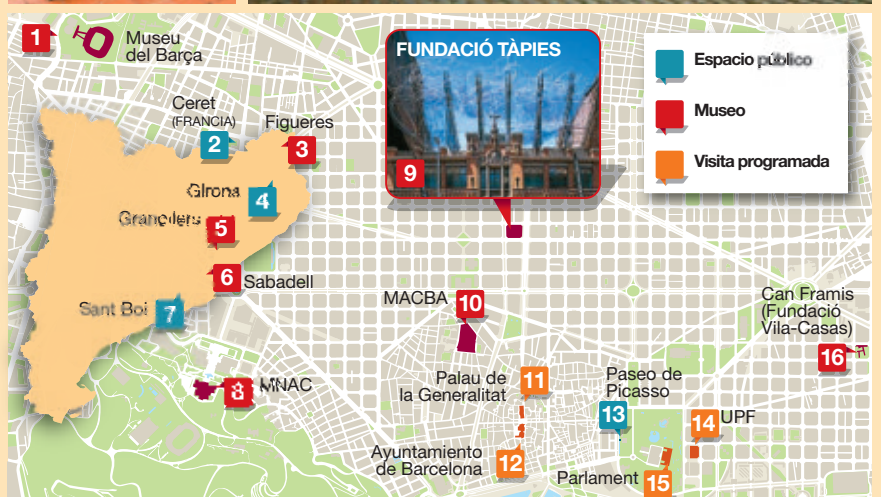 1
Museu
del Barça
Ceret
(FRANCIA)
2
Figueres
3
Girona
4
Granollers
5
6
Sabadell
Sant Boi
7
8
MNAC
FUNDACIÓ TÀPIES
9
Espacio público
Museo
Visita programada
MACBA
10
Palau de
la Generalitat
11
Ayuntamiento
de Barcelona
12
Paseo de
Picasso
13
14
UPF
Parlament
15
Can Framis
(Fundació
Vila-Casas)
16